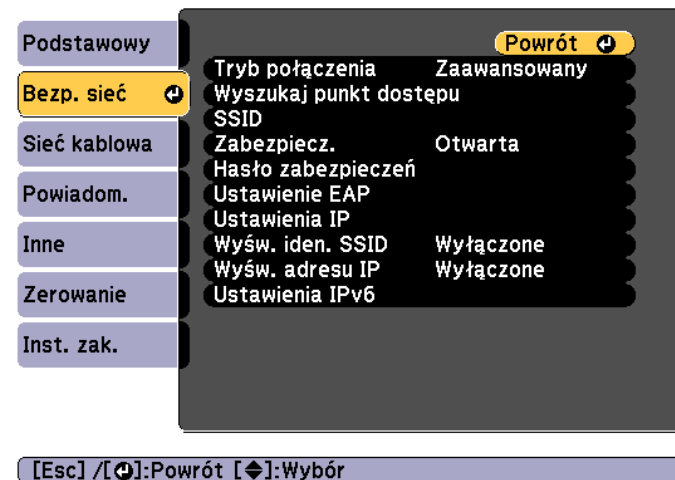 Podstawowy
Bezp. sieć
Sieć kablowa
Powiadom.
Inne
Zerowanie
Inst. zak.
Powrót
Tryb połączenia Zaawansowany
Wyszukaj punkt dostępu
SSID
Zabezpiecz. Otwarta
Hasło zabezpieczeń
Ustawienie EAP
Ustawienia IP
Wyśw. iden. SSID Wyłączone
Wyśw. adresu IP Wyłączone
Ustawienia IPv6
[Esc] /[⏎]:Powrót [◆]:Wybór